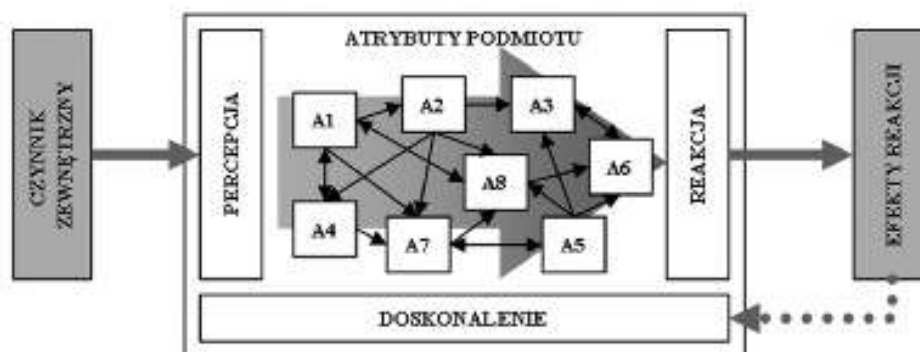 CZYNNIK
ZEWNĘTRZNY
PERCEPCJA
ATRYBUTY PODMIOTU
A1
A2
A3
A4
A5
A6
A7
A8
REAKCJA
EFEKTY REAKCJI
DOSKONALENIE